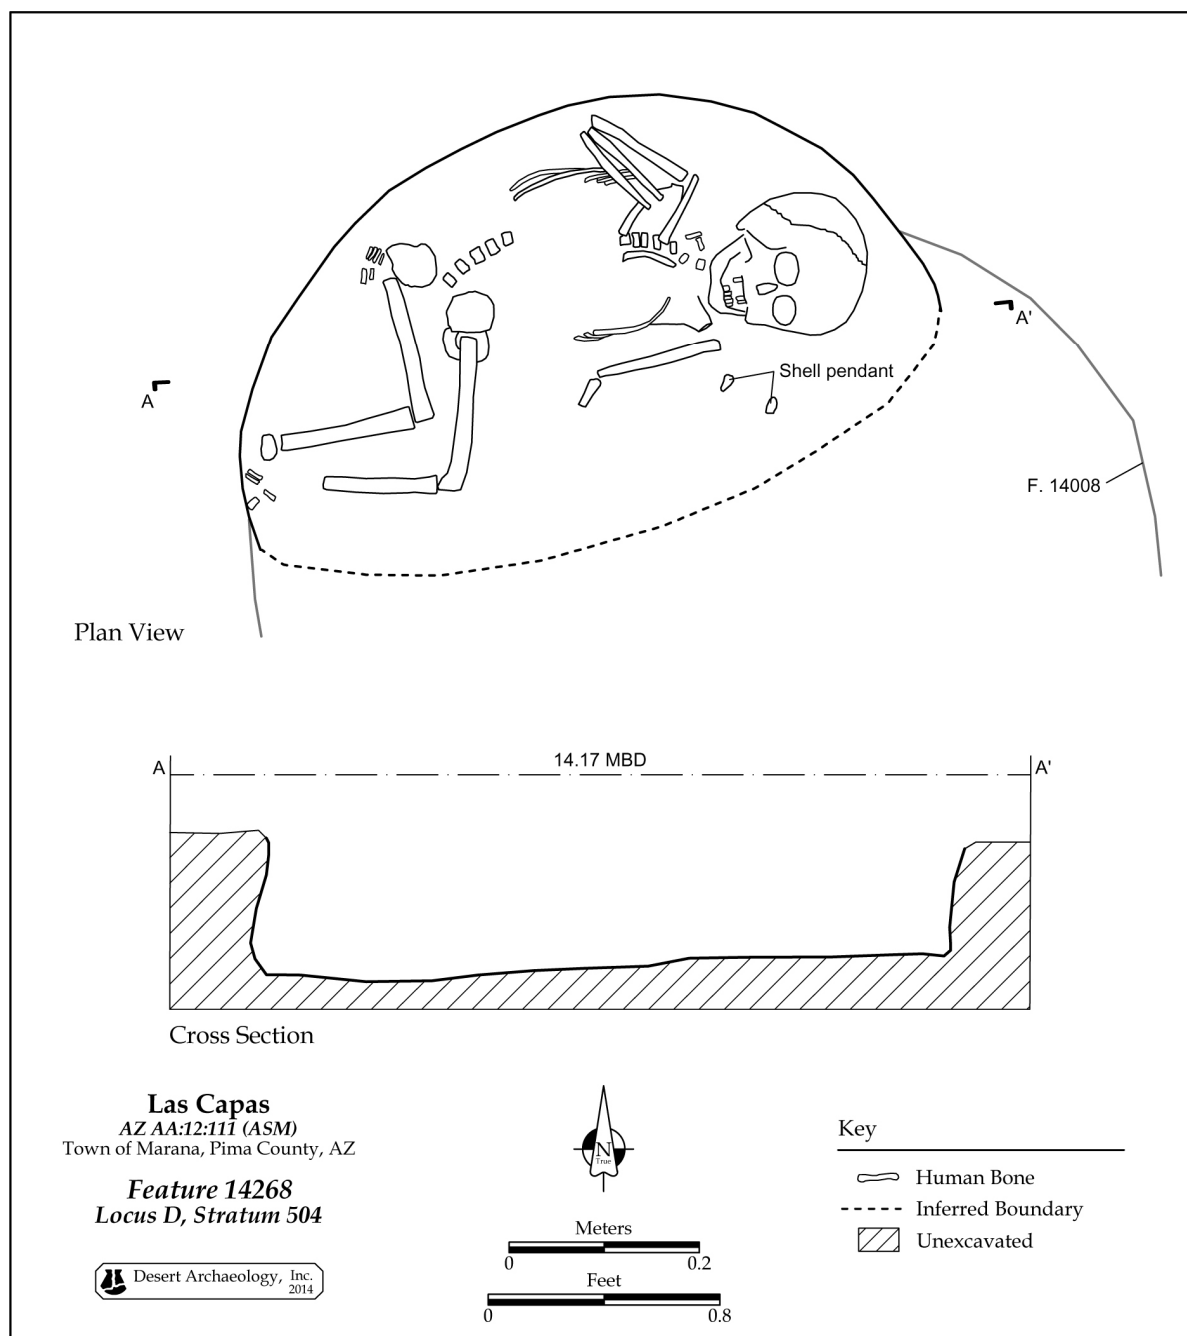 Shell pendant
A
A'
F. 14008
Plan View
14.17 MBD
A
A'
Cross Section
Las Capas
AZ AA:12:111 (ASM)
Town of Marana, Pima County, AZ
Feature 14268
Locus D, Stratum 504
Desert Archaeology, Inc.
2014
N
True
Meters
0 0.2
Feet
0 0.8
Key
Human Bone
Inferred Boundary
Unexcavated